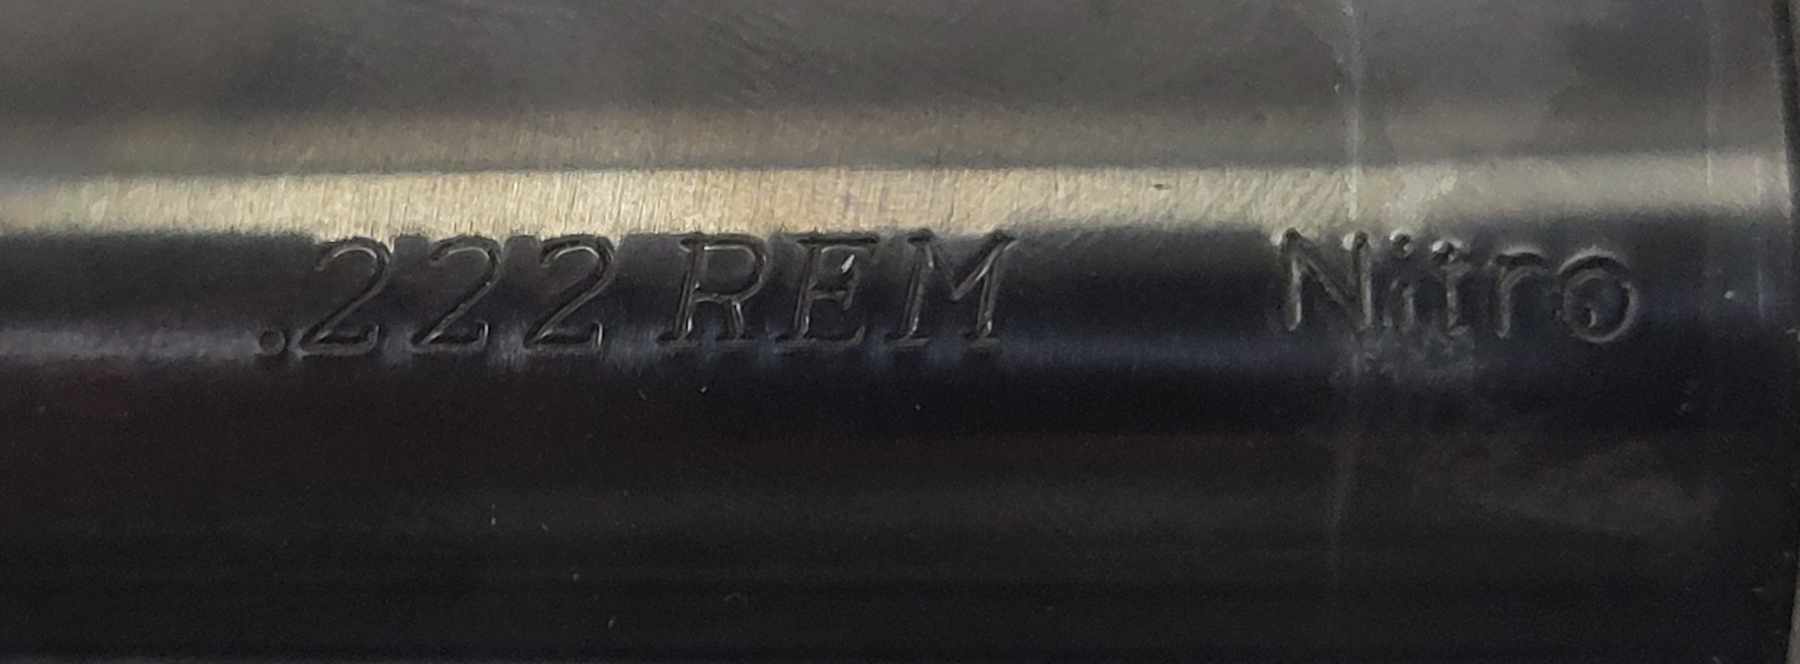 .222 REM Nitro